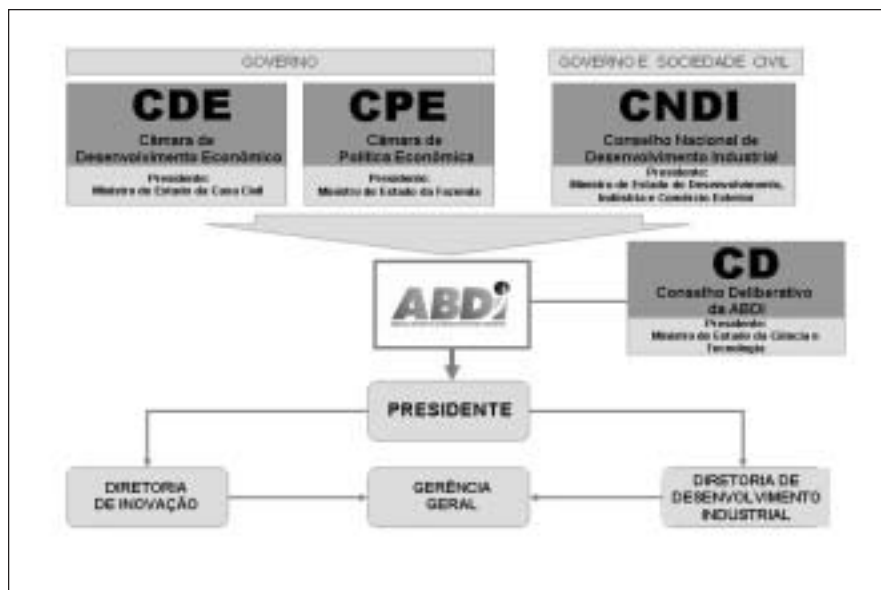 GOVERNO
GOVERNO E SOCIEDADE CIVIL
CDE
Câmara de
Desenvolvimento Econômico
Presidente:
Ministro de Estado da Casa Civil
CPE
Câmara de
Política Econômica
Presidente:
Ministro de Estado da Fazenda
CNDI
Conselho Nacional de
Desenvolvimento Industrial
Presidente:
Ministro de Estado do Desenvolvimento,
Indústria e Comércio Exterior
ABDi
CD
Conselho Deliberativo
da ABDI
Presidente:
Ministro de Estado da Ciência e
Tecnologia
PRESIDENTE
DIRETORIA
DE INOVAÇÃO
GERÊNCIA
GERAL
DIRETORIA DE
DESENVOLVIMENTO
INDUSTRIAL